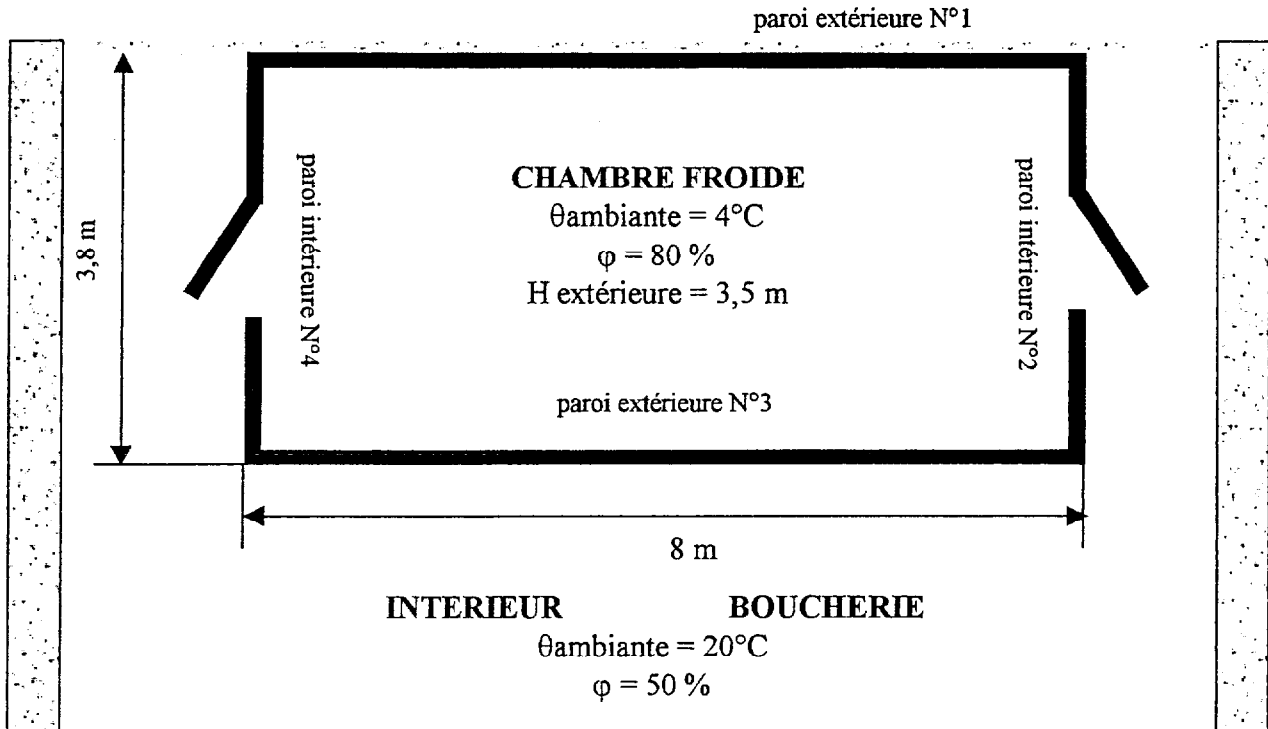 paroi extérieure N°1
3,8 m
paroi intérieure N°4
CHAMBRE FROIDE
θambiante = 4°C
φ = 80 %
H extérieure = 3,5 m
paroi intérieure N°2
paroi extérieure N°3
8 m
INTERIEUR BOUCHERIE
θambiante = 20°C
φ = 50 %